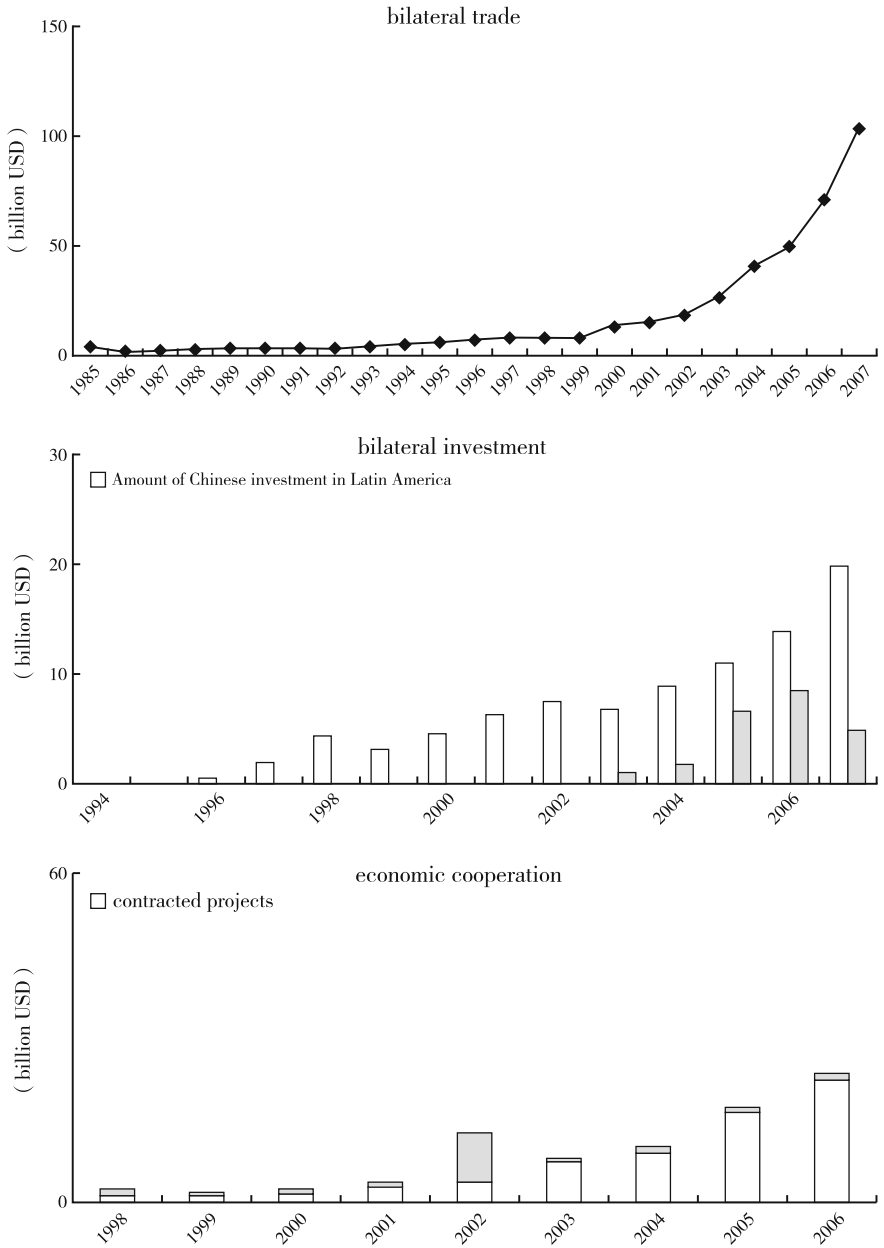 bilateral trade
150
100
50
0
( billion USD )
1985 1986 1987 1988 1989 1990 1991 1992 1993 1994 1995 1996 1997 1998 1999 2000 2001 2002 2003 2004 2005 2006 2007
bilateral investment
30
Amount of Chinese investment in Latin America
20
10
0
( billion USD )
1994 1996 1998 2000 2002 2004 2006
economic cooperation
60
contracted projects
( billion USD )
0
1998 1999 2000 2001 2002 2003 2004 2005 2006